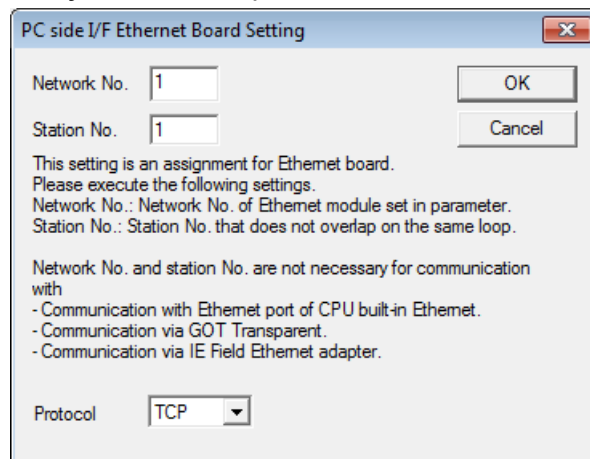 PC side I/F Ethernet Board Setting
Network No. 1 OK
Station No. 1 Cancel
This setting is an assignment for Ethernet board.
Please execute the following settings.
Network No.: Network No. of Ethernet module set in parameter.
Station No.: Station No. that does not overlap on the same loop.
Network No. and station No. are not necessary for communication
with
- Communication with Ethernet port of CPU built-in Ethernet.
- Communication via GOT Transparent.
- Communication via IE Field Ethernet adapter.
Protocol TCP